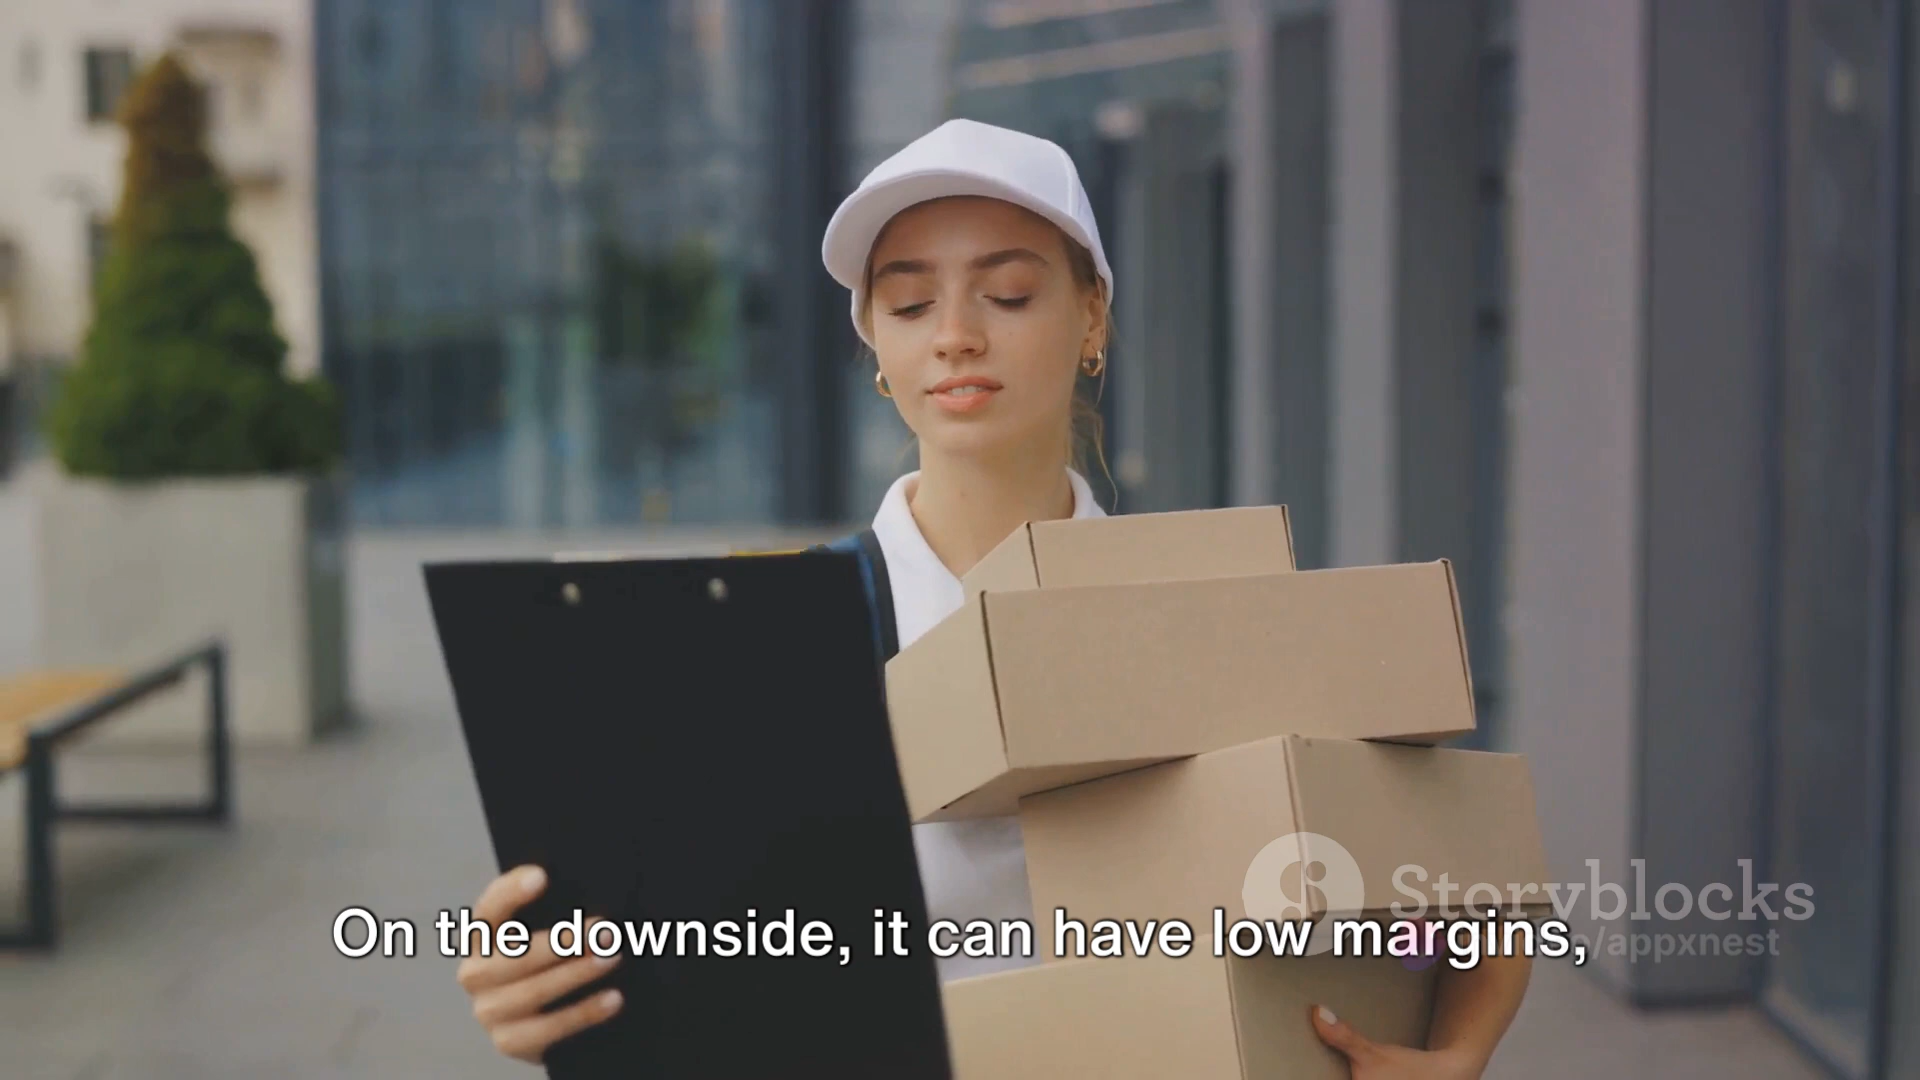 Storyblocks
On the downside, it can have low margins,
/appxnest